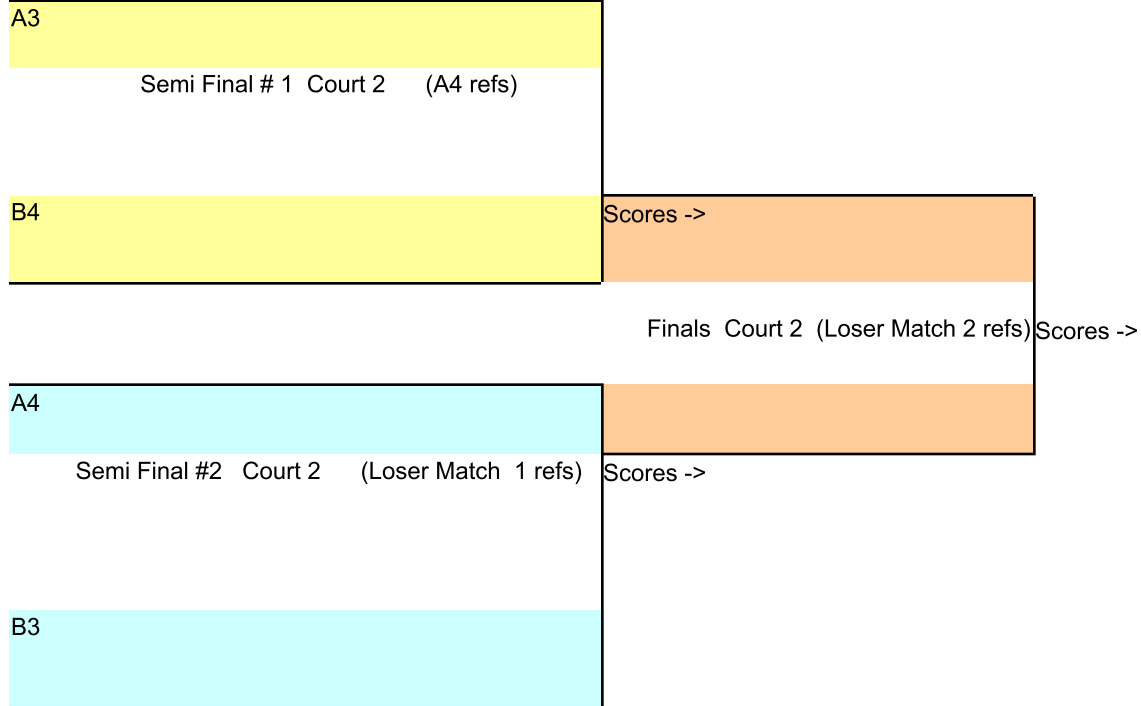 A3
Semi Final # 1  Court 2      (A4 refs)
B4
Scores ->
Finals  Court 2  (Loser Match 2 refs)
Scores ->
A4
Semi Final #2   Court 2      (Loser Match  1 refs)
Scores ->
B3